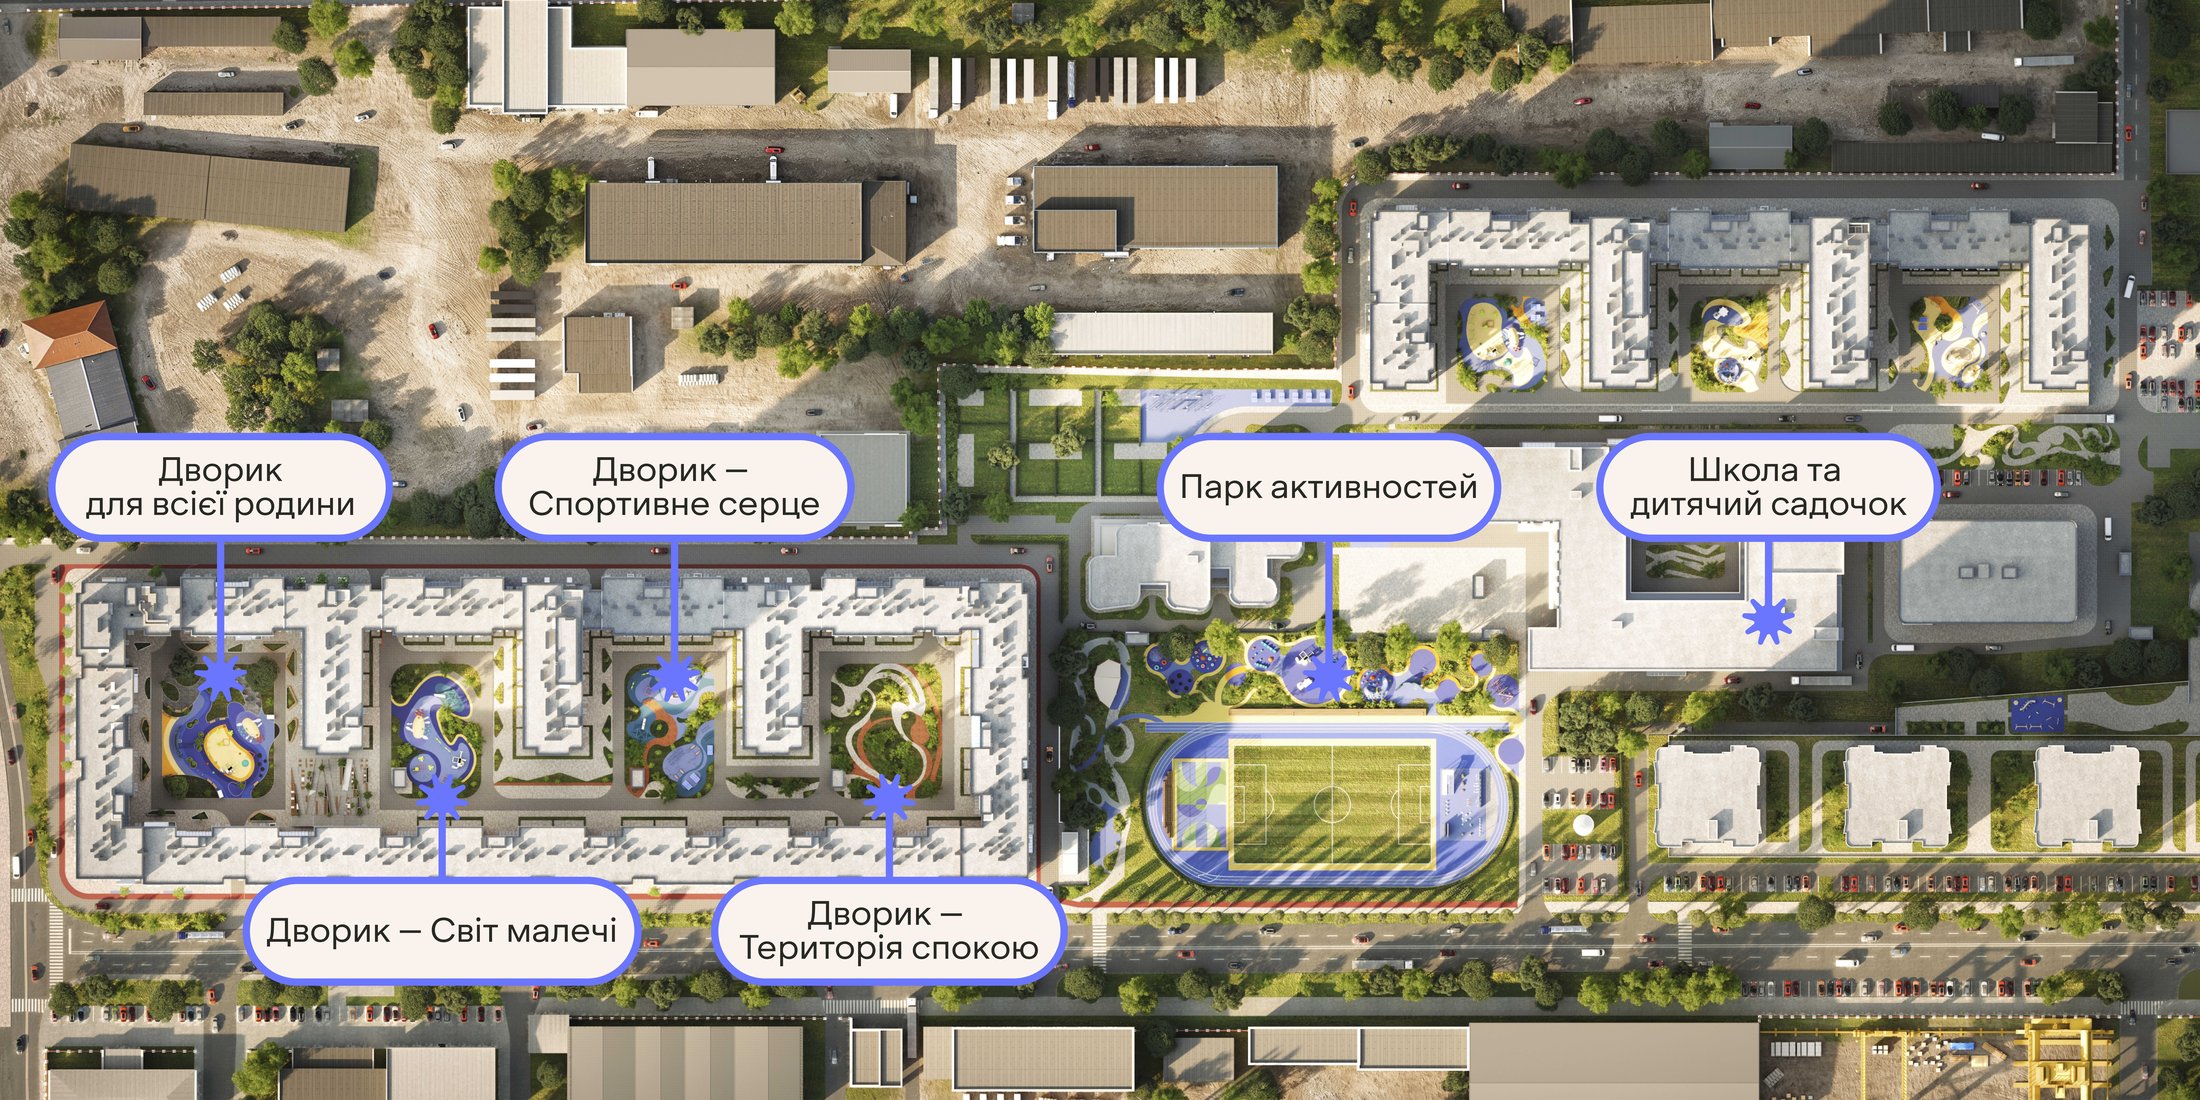 Дворик
для всієї родини
Дворик —
Спортивне серце
Парк активностей
Школа та
дитячий садочок
Дворик — Світ малечі
Дворик —
Територія спокою